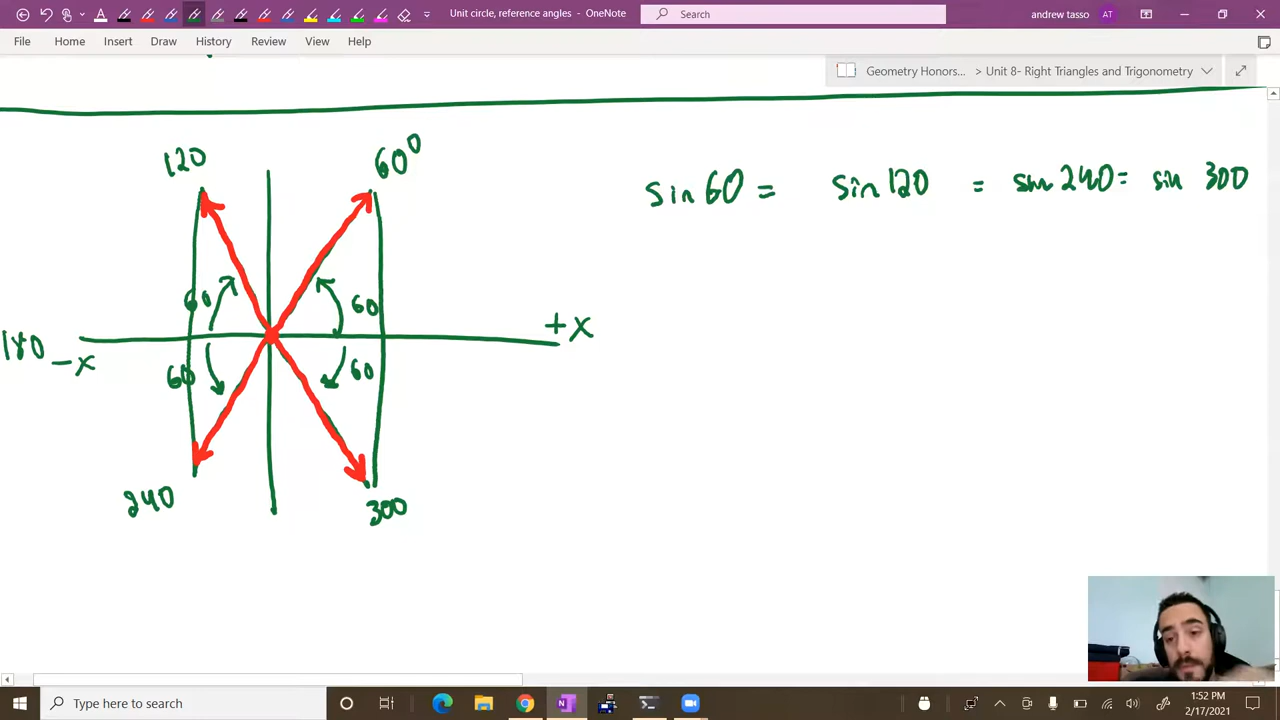 Unit circle, reference angles - OneNote
Search
andrew tasso
AT
File Home Insert Draw History Review View Help
Geometry Honors... > Unit 8- Right Triangles and Trigonometry
120
60°
sin 60 = sin 120 = sin 240 = sin 300
60
60
+x
180
-x
60
60
240
300
Type here to search
1:52 PM
2/17/2021